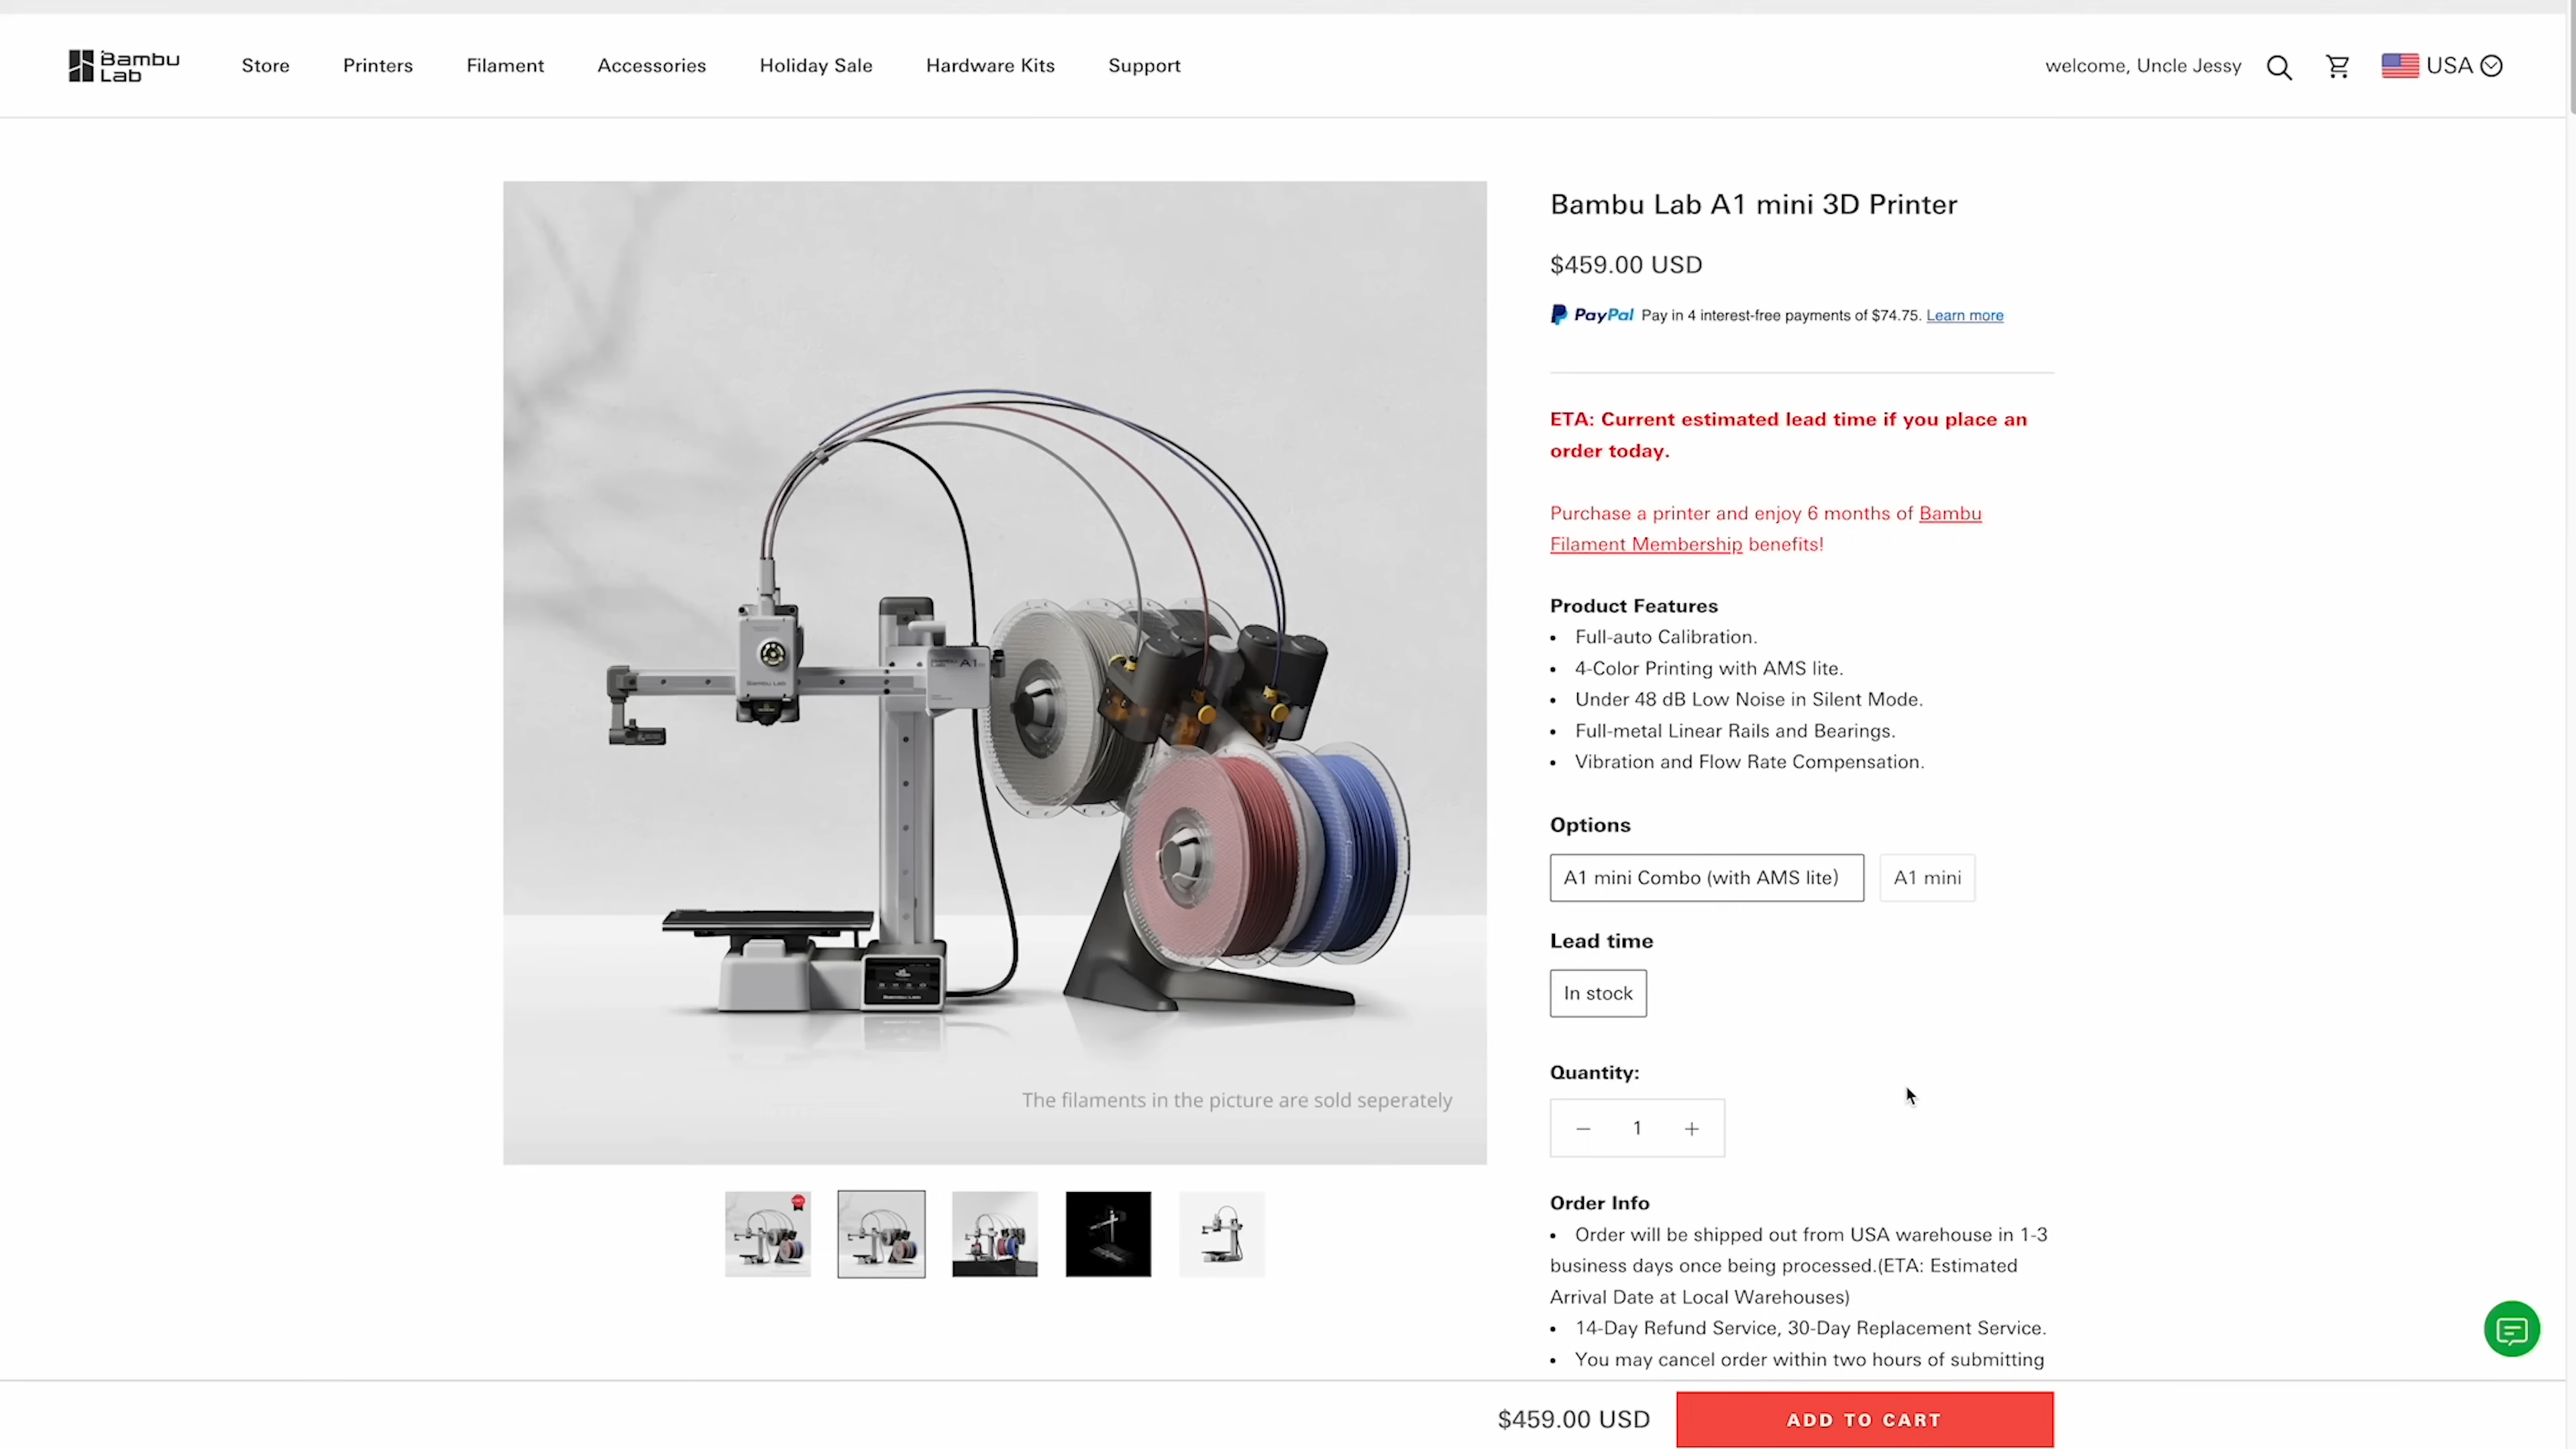 Bambu
Lab
Store
Printers
Filament
Accessories
Holiday Sale
Hardware Kits
Support
welcome, Uncle Jessy
USA
Bambu Lab A1 mini 3D Printer
$459.00 USD
PayPal Pay in 4 interest-free payments of $74.75. Learn more
ETA: Current estimated lead time if you place an
order today.
Purchase a printer and enjoy 6 months of Bambu
Filament Membership benefits!
Product Features
• Full-auto Calibration.
• 4-Color Printing with AMS lite.
• Under 48 dB Low Noise in Silent Mode.
• Full-metal Linear Rails and Bearings.
• Vibration and Flow Rate Compensation.
Options
A1 mini Combo (with AMS lite)
A1 mini
Lead time
In stock
Quantity:
− 1 +
Order Info
• Order will be shipped out from USA warehouse in 1-3
business days once being processed.(ETA: Estimated
Arrival Date at Local Warehouses)
• 14-Day Refund Service, 30-Day Replacement Service.
• You may cancel order within two hours of submitting
BAMBU LAB
A1
The filaments in the picture are sold seperately
$459.00 USD
ADD TO CART